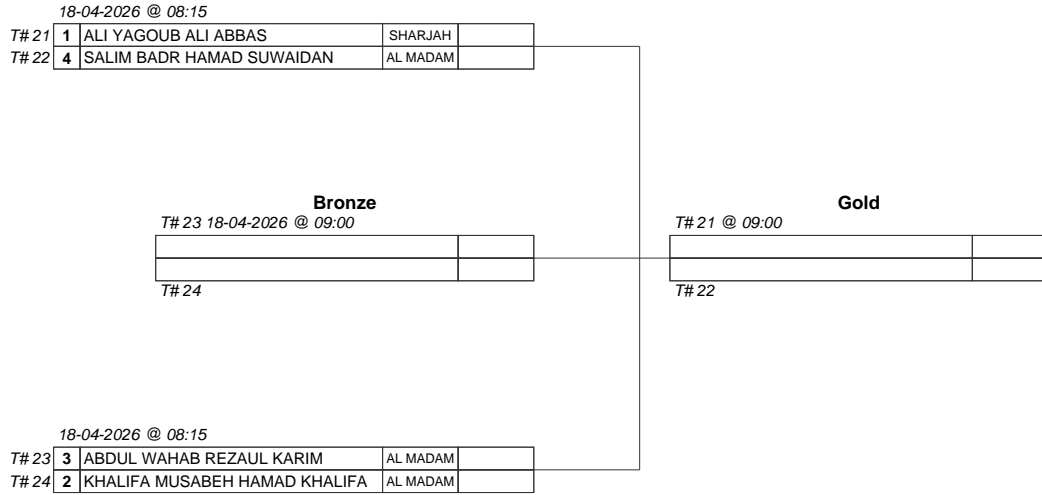 18-04-2026 @ 08:15
T# 21 1 ALI YAGOUB ALI ABBAS SHARJAH
T# 22 4 SALIM BADR HAMAD SUWAIDAN AL MADAM
Bronze
T# 23 18-04-2026 @ 09:00
T# 24
Gold
T# 21 @ 09:00
T# 22
18-04-2026 @ 08:15
T# 23 3 ABDUL WAHAB REZAUL KARIM AL MADAM
T# 24 2 KHALIFA MUSABEH HAMAD KHALIFA AL MADAM